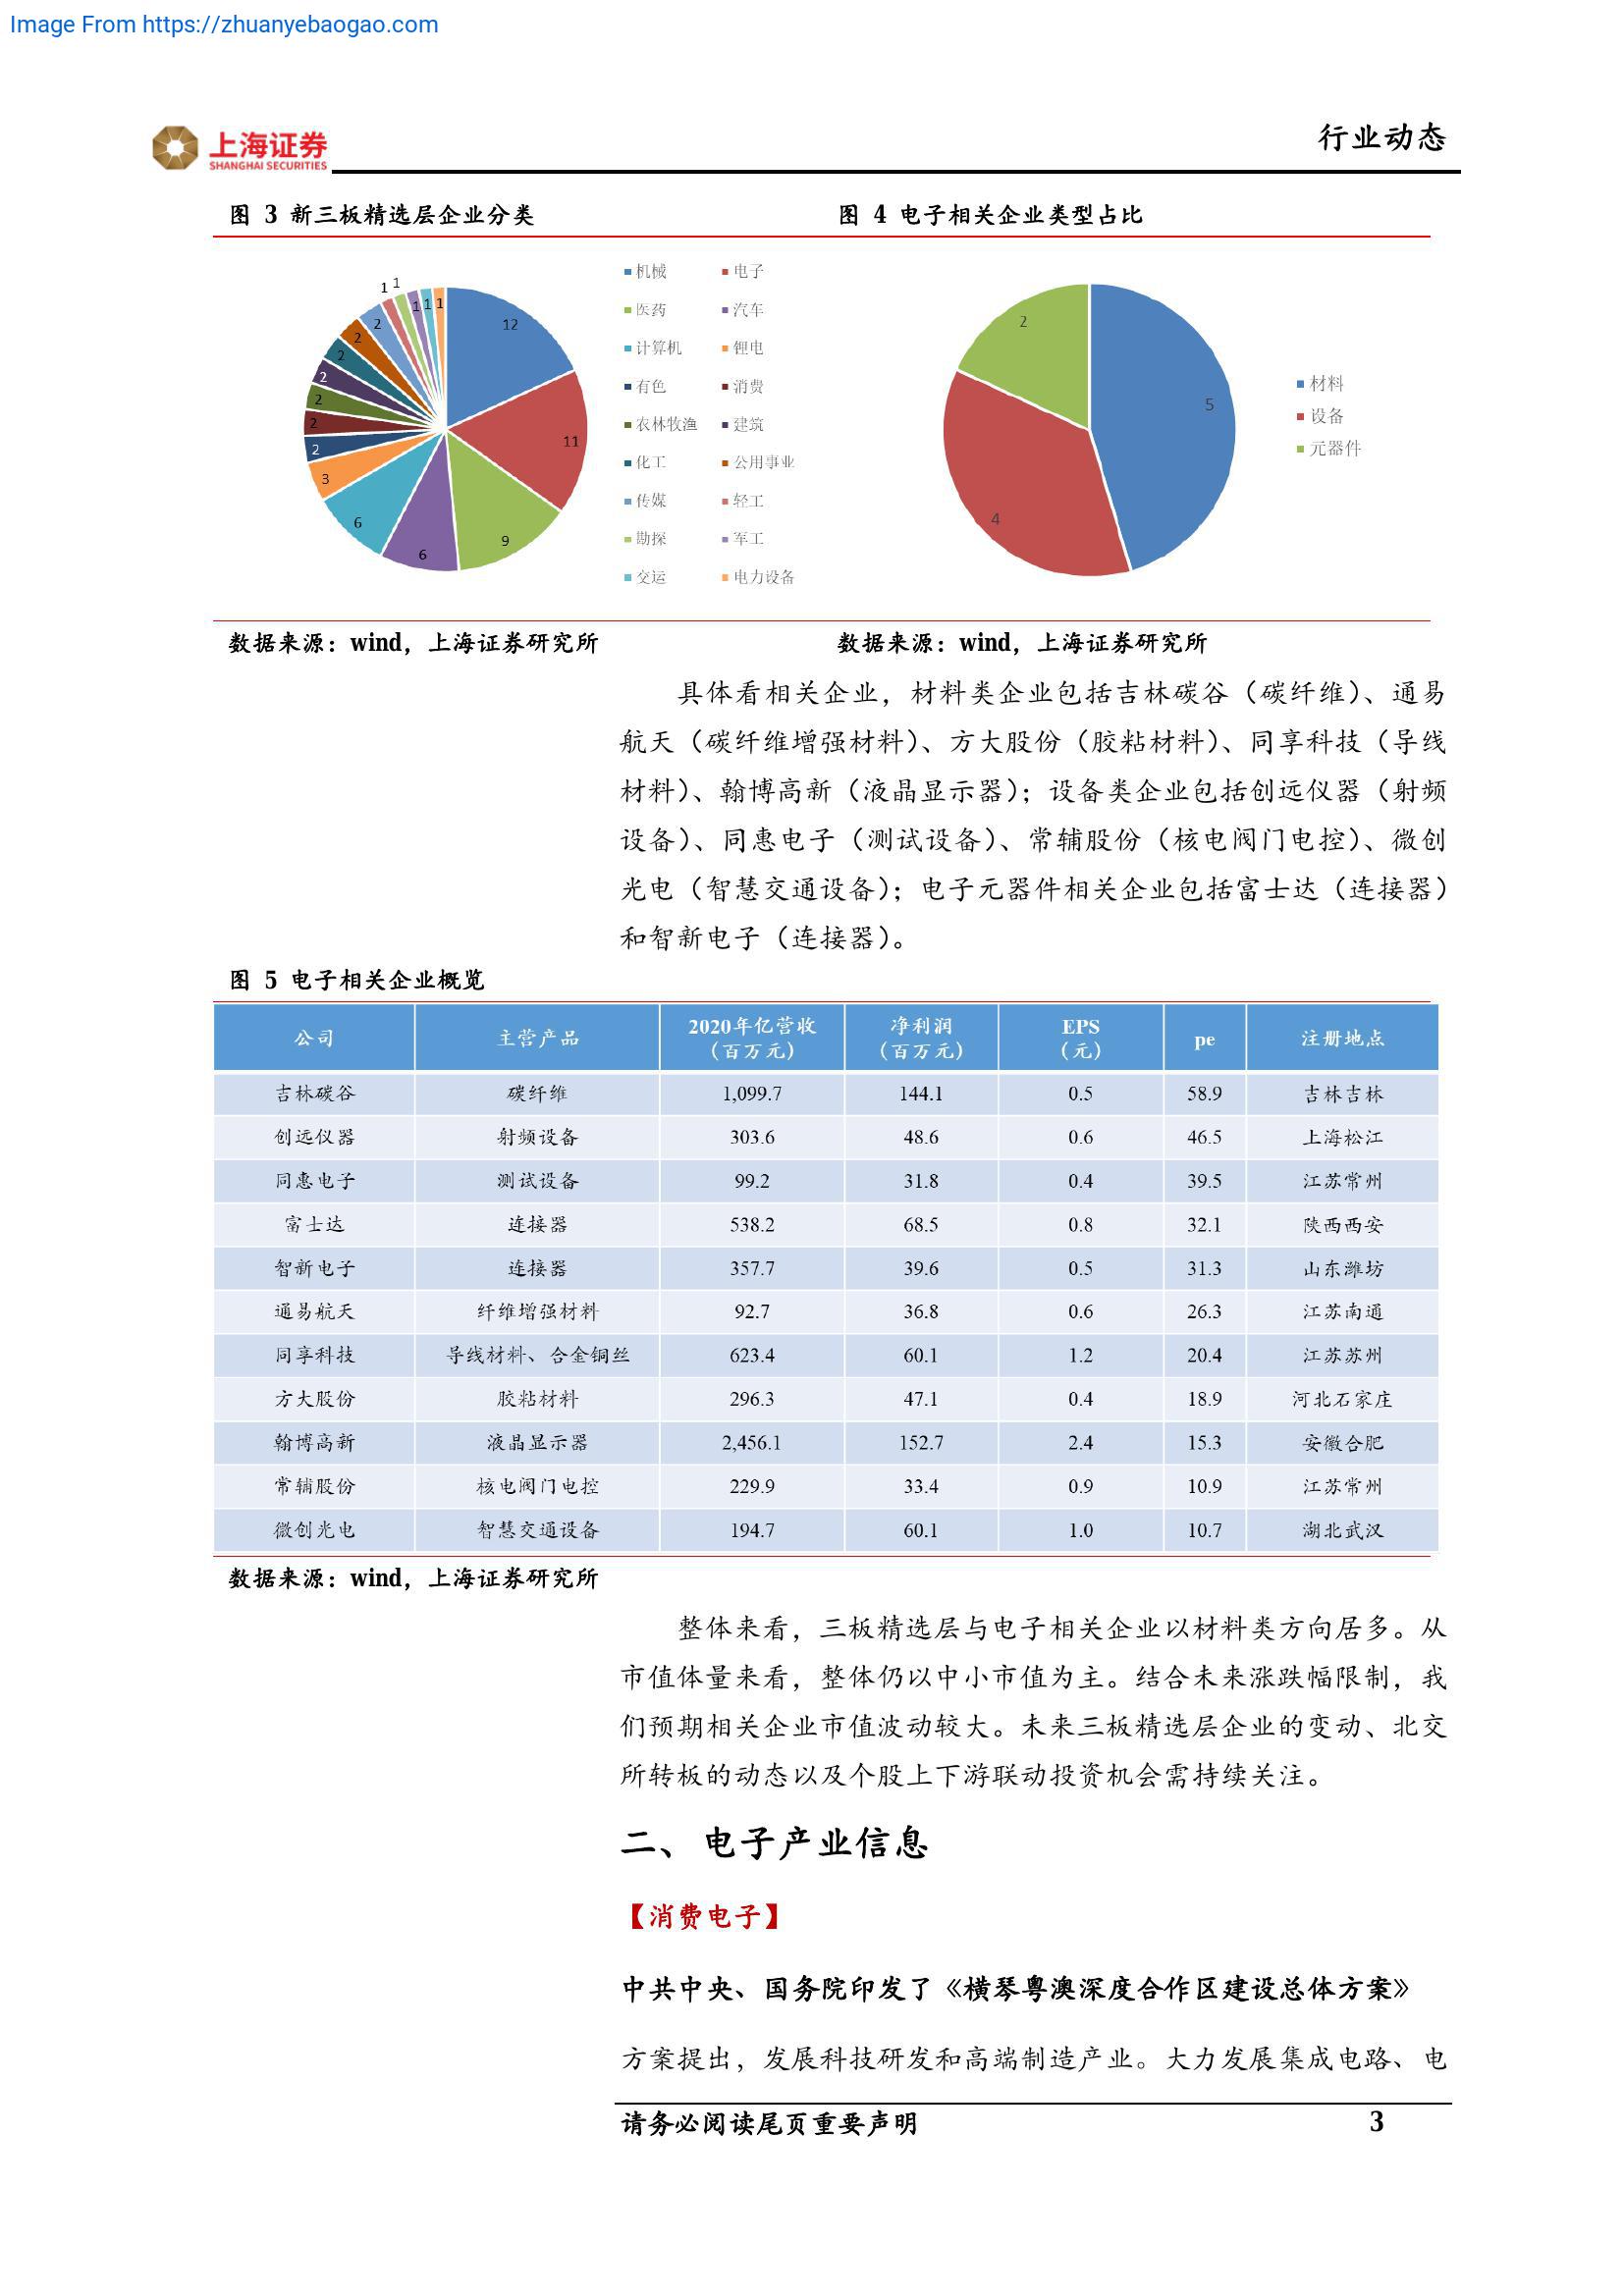 Image From https://zhuanyebaogao.com
上海证券
SHANGHAI SECURITIES
行业动态
图 3 新三板精选层企业分类
图 4 电子相关企业类型占比
12
11
9
6
6
3
2
2
2
2
2
2
2
1
1
1
1
1
机械 电子
医药 汽车
计算机 锂电
有色 消费
农林牧渔 建筑
化工 公用事业
传媒 轻工
勘探 军工
交运 电力设备
5
4
2
材料
设备
元器件
数据来源：wind，上海证券研究所
数据来源：wind，上海证券研究所
具体看相关企业，材料类企业包括吉林碳谷（碳纤维）、通易
航天（碳纤维增强材料）、方大股份（胶粘材料）、同享科技（导线
材料）、翰博高新（液晶显示器）；设备类企业包括创远仪器（射频
设备）、同惠电子（测试设备）、常辅股份（核电阀门电控）、微创
光电（智慧交通设备）；电子元器件相关企业包括富士达（连接器）
和智新电子（连接器）。
图 5 电子相关企业概览
公司 主营产品 2020年亿营收（百万元） 净利润（百万元） EPS（元） pe 注册地点
吉林碳谷 碳纤维 1,099.7 144.1 0.5 58.9 吉林吉林
创远仪器 射频设备 303.6 48.6 0.6 46.5 上海松江
同惠电子 测试设备 99.2 31.8 0.4 39.5 江苏常州
富士达 连接器 538.2 68.5 0.8 32.1 陕西西安
智新电子 连接器 357.7 39.6 0.5 31.3 山东潍坊
通易航天 纤维增强材料 92.7 36.8 0.6 26.3 江苏南通
同享科技 导线材料、合金铜丝 623.4 60.1 1.2 20.4 江苏苏州
方大股份 胶粘材料 296.3 47.1 0.4 18.9 河北石家庄
翰博高新 液晶显示器 2,456.1 152.7 2.4 15.3 安徽合肥
常辅股份 核电阀门电控 229.9 33.4 0.9 10.9 江苏常州
微创光电 智慧交通设备 194.7 60.1 1.0 10.7 湖北武汉
数据来源：wind，上海证券研究所
整体来看，三板精选层与电子相关企业以材料类方向居多。从
市值体量来看，整体仍以中小市值为主。结合未来涨跌幅限制，我
们预期相关企业市值波动较大。未来三板精选层企业的变动、北交
所转板的动态以及个股上下游联动投资机会需持续关注。
二、 电子产业信息
【消费电子】
中共中央、国务院印发了《横琴粤澳深度合作区建设总体方案》
方案提出，发展科技研发和高端制造产业。大力发展集成电路、电
请务必阅读尾页重要声明
3